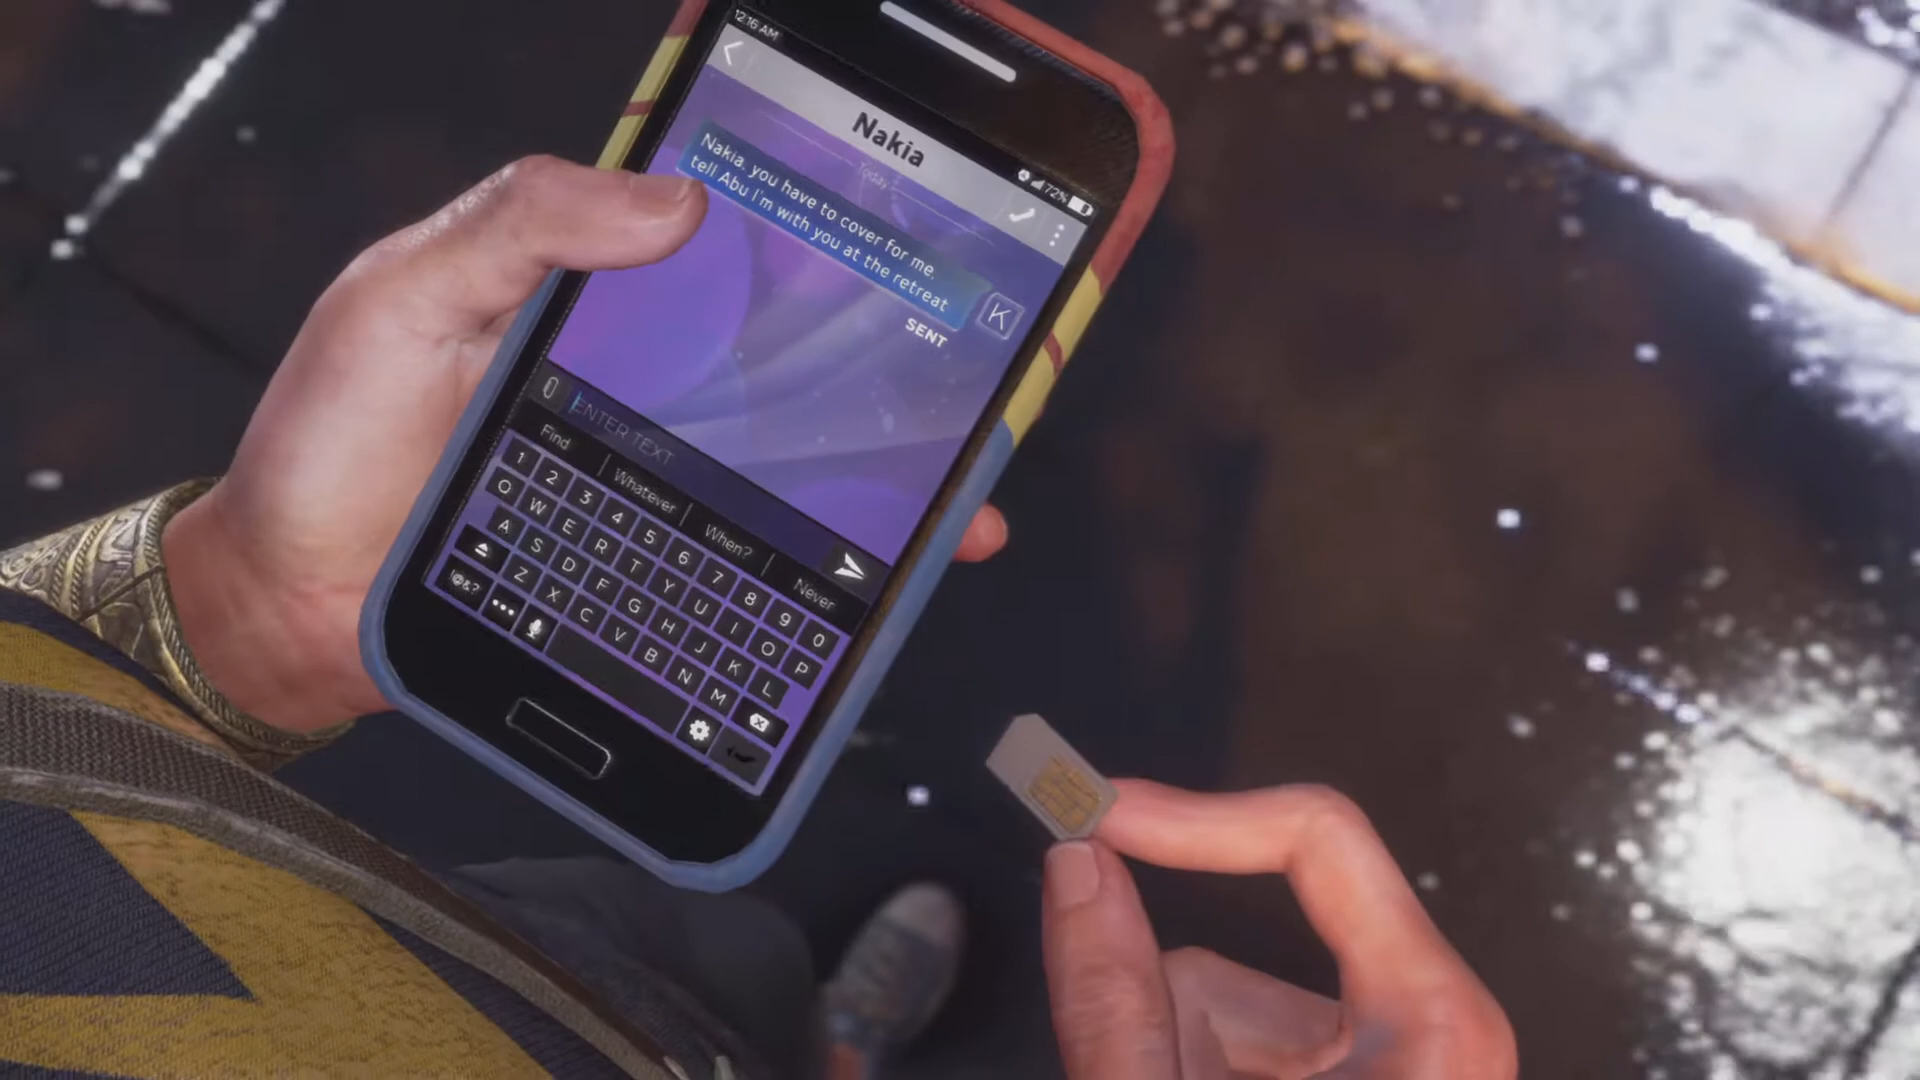 12:16 AM
72%
Nakia
Today
Nakia, you have to cover for me.
tell Abu I'm with you at the retreat
K
SENT
ENTER TEXT
Find
Whatever
When?
Never
1 2 3 4 5 6 7 8 9 0
Q W E R T Y U I O P
A S D F G H J K L
Z X C V B N M
!@&?